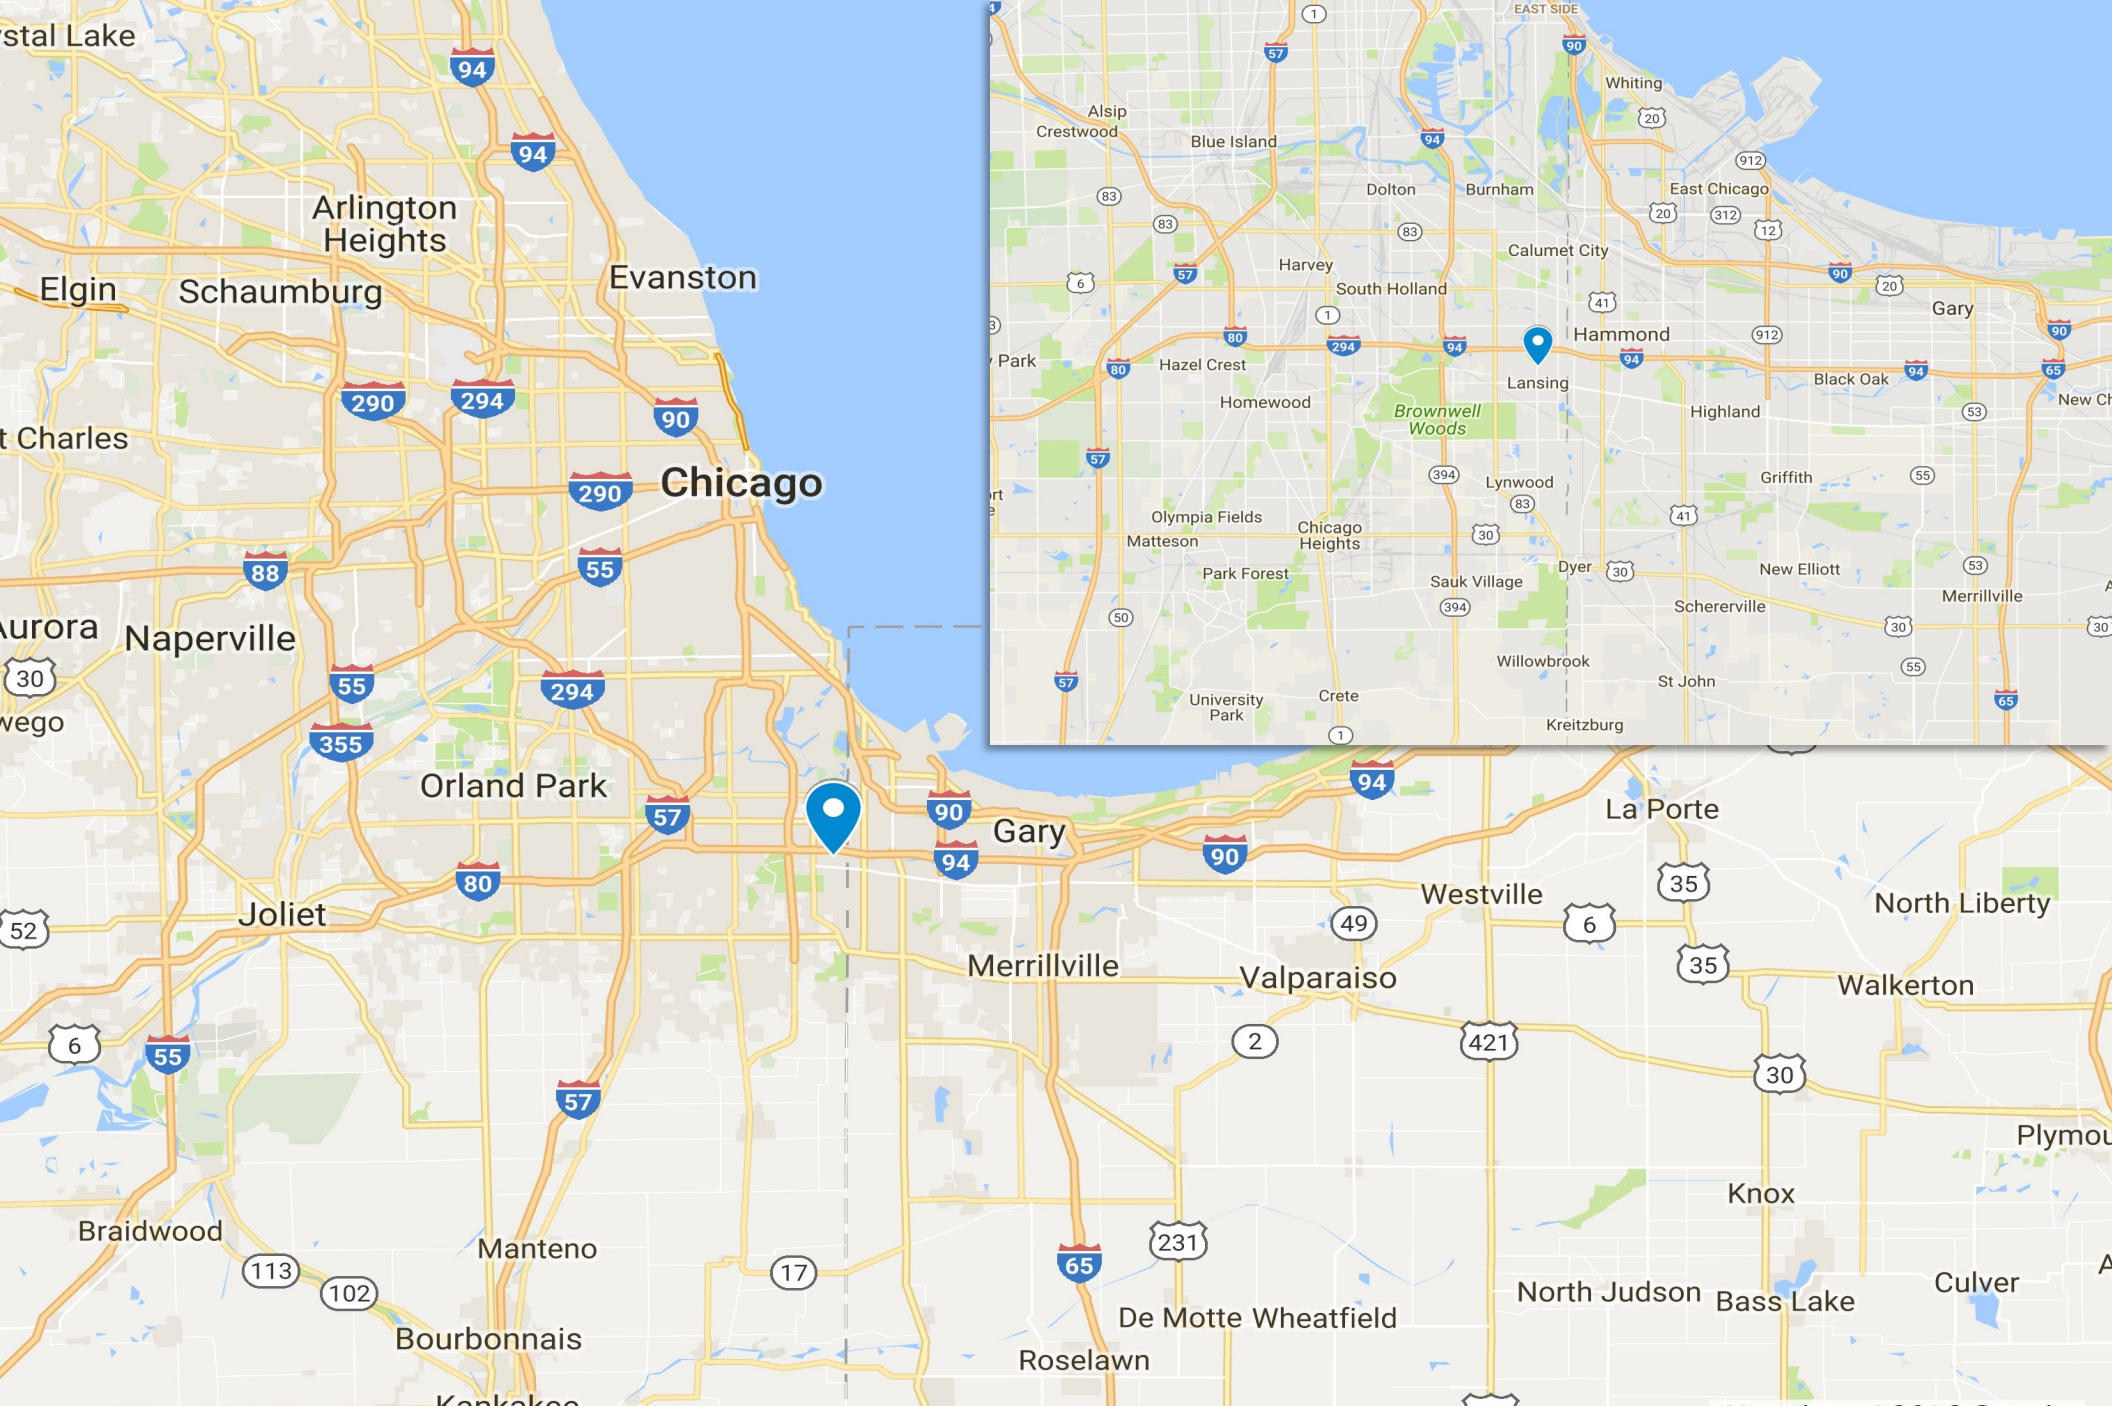 stal Lake
94
94
Arlington
Heights
Elgin
Schaumburg
Evanston
290
294
90
t Charles
Chicago
290
88
55
Aurora
Naperville
30
55
294
wego
355
Orland Park
57
90
Gary
94
94
90
La Porte
80
Joliet
52
Westville
35
49
6
North Liberty
35
Merrillville
Valparaiso
Walkerton
6
55
2
421
30
57
Plymou
Knox
Braidwood
Manteno
231
113
17
65
102
North Judson
Bass Lake
Culver
A
De Motte
Wheatfield
Bourbonnais
Roselawn
Kankakee
EAST SIDE
1
90
57
Whiting
Alsip
20
Crestwood
Blue Island
94
912
Dolton
Burnham
East Chicago
83
83
83
20
312
12
Calumet City
Harvey
57
90
6
South Holland
20
41
Gary
1
90
80
294
94
Hammond
912
Park
Hazel Crest
94
80
Lansing
Black Oak
94
65
New Ch
Homewood
Brownwell
Woods
Highland
53
57
394
Lynwood
Griffith
55
rt
e
83
Olympia Fields
Chicago
Heights
Matteson
30
41
Park Forest
Sauk Village
Dyer
30
New Elliott
53
50
394
Schererville
Merrillville
30
30
Willowbrook
55
57
St John
University
Park
Crete
65
1
Kreitzburg